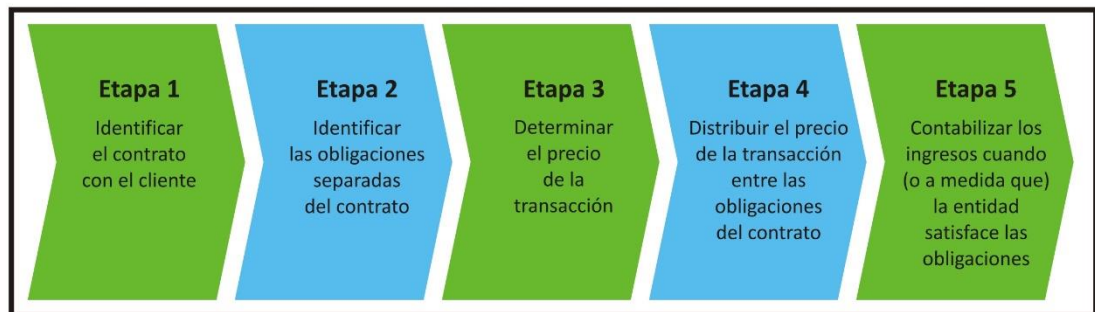 Etapa 1
Identificar
el contrato
con el cliente
Etapa 2
Identificar
las obligaciones
separadas
del contrato
Etapa 3
Determinar
el precio
de la
transacción
Etapa 4
Distribuir el precio
de la transacción
entre las
obligaciones
del contrato
Etapa 5
Contabilizar los
ingresos cuando
(o a medida que)
la entidad
satisface las
obligaciones